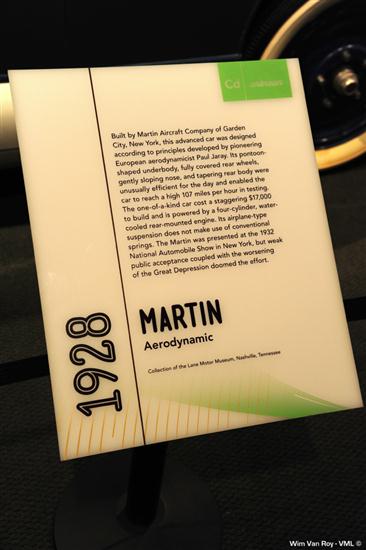 Cd
Built by Martin Aircraft Company of Garden
City, New York, this advanced car was designed
according to principles developed by pioneering
European aerodynamicist Paul Jaray. Its pontoon-
shaped underbody, fully covered rear wheels,
gently sloping nose, and tapering rear body were
unusually efficient for the day and enabled the
car to reach a high 107 miles per hour in testing.
The one-of-a-kind car cost a staggering $17,000
to build and is powered by a four-cylinder, water-
cooled rear-mounted engine. Its airplane-type
suspension does not make use of conventional
springs. The Martin was presented at the 1932
National Automobile Show in New York, but weak
public acceptance coupled with the worsening
of the Great Depression doomed the effort.
1928
MARTIN
Aerodynamic
Collection of the Lane Motor Museum, Nashville, Tennessee
Wim Van Roy - VML ©